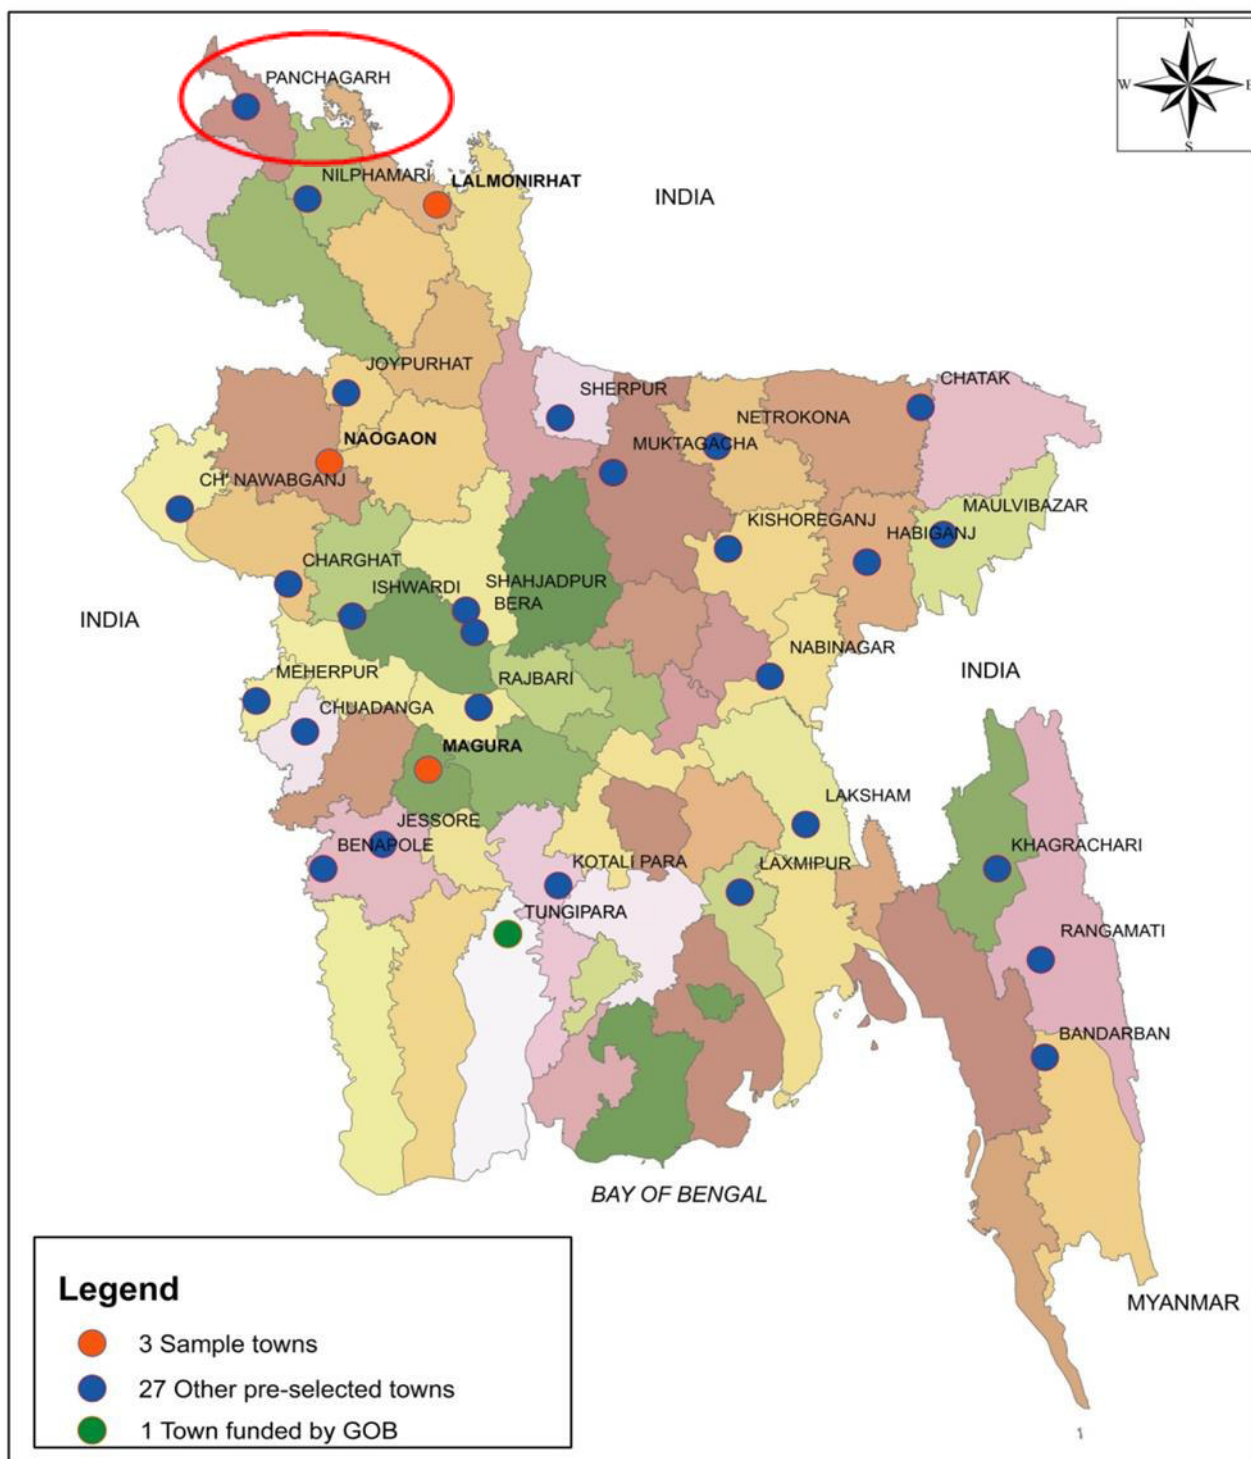 N
W
E
S
PANCHAGARH
NILPHAMARI
LALMONIRHAT
INDIA
JOYPURHAT
SHERPUR
CHATAK
NETROKONA
NAOGAON
MUKTAGACHA
CH' NAWABGANJ
MAULVIBAZAR
KISHOREGANJ
HABIGANJ
CHARGHAT
ISHWARDI
SHAHJADPUR
BERA
INDIA
NABINAGAR
MEHERPUR
RAJBARI
INDIA
CHUADANGA
MAGURA
LAKSHAM
JESSORE
BENAPOLE
KHAGRACHARI
KOTALI PARA
LAXMIPUR
TUNGIPARA
RANGAMATI
BANDARBAN
BAY OF BENGAL
MYANMAR
Legend
3 Sample towns
27 Other pre-selected towns
1 Town funded by GOB
1